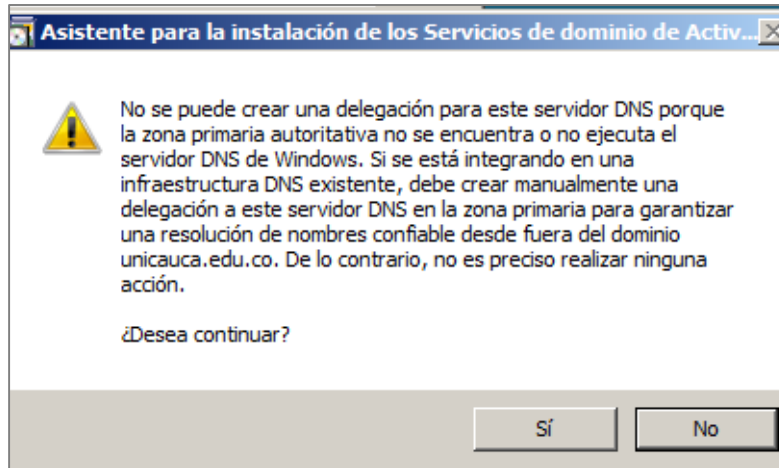 Asistente para la instalación de los Servicios de dominio de Activ...
No se puede crear una delegación para este servidor DNS porque
la zona primaria autoritativa no se encuentra o no ejecuta el
servidor DNS de Windows. Si se está integrando en una
infraestructura DNS existente, debe crear manualmente una
delegación a este servidor DNS en la zona primaria para garantizar
una resolución de nombres confiable desde fuera del dominio
unicauca.edu.co. De lo contrario, no es preciso realizar ninguna
acción.
¿Desea continuar?
Sí
No